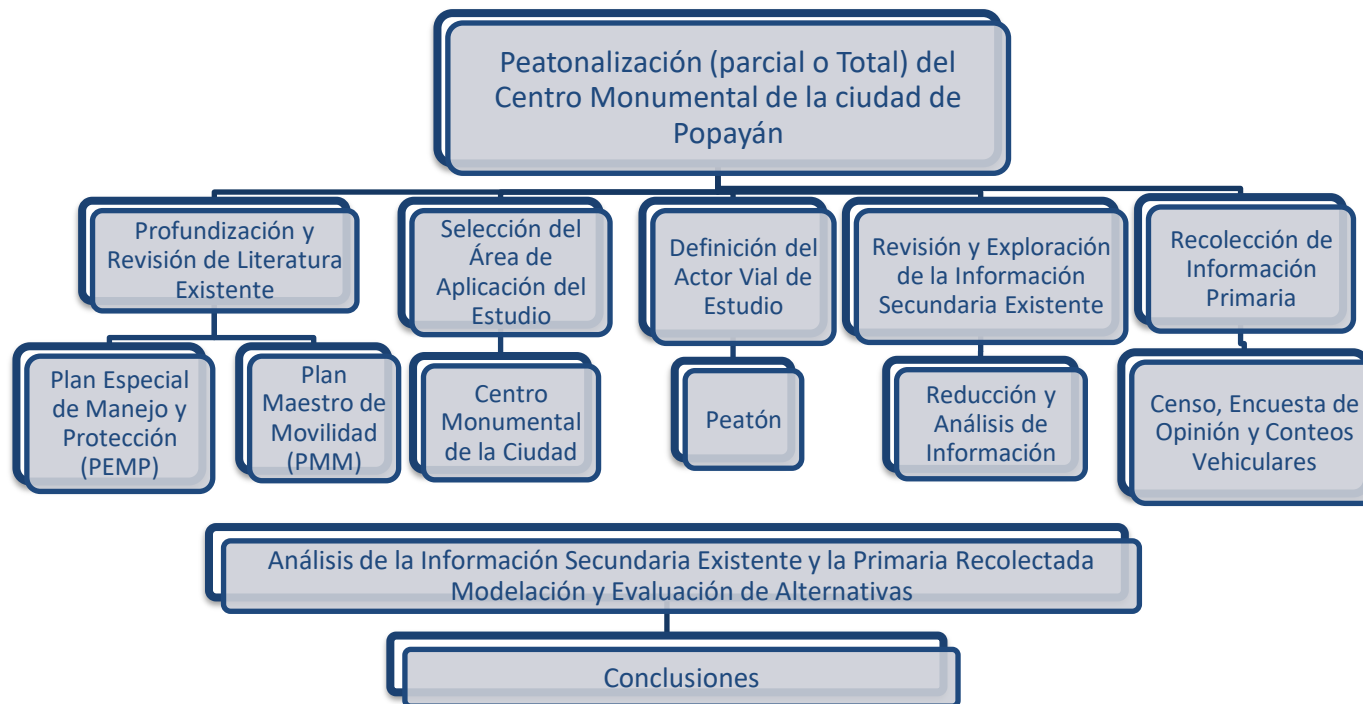 Peatonalización (parcial o Total) del
Centro Monumental de la ciudad de
Popayán
Profundización y
Revisión de Literatura
Existente
Selección del
Área de
Aplicación del
Estudio
Definición del
Actor Vial de
Estudio
Revisión y Exploración
de la Información
Secundaria Existente
Recolección de
Información
Primaria
Plan Especial
de Manejo y
Protección
(PEMP)
Plan
Maestro de
Movilidad
(PMM)
Centro
Monumental
de la Ciudad
Peatón
Reducción y
Análisis de
Información
Censo, Encuesta de
Opinión y Conteos
Vehiculares
Análisis de la Información Secundaria Existente y la Primaria Recolectada
Modelación y Evaluación de Alternativas
Conclusiones